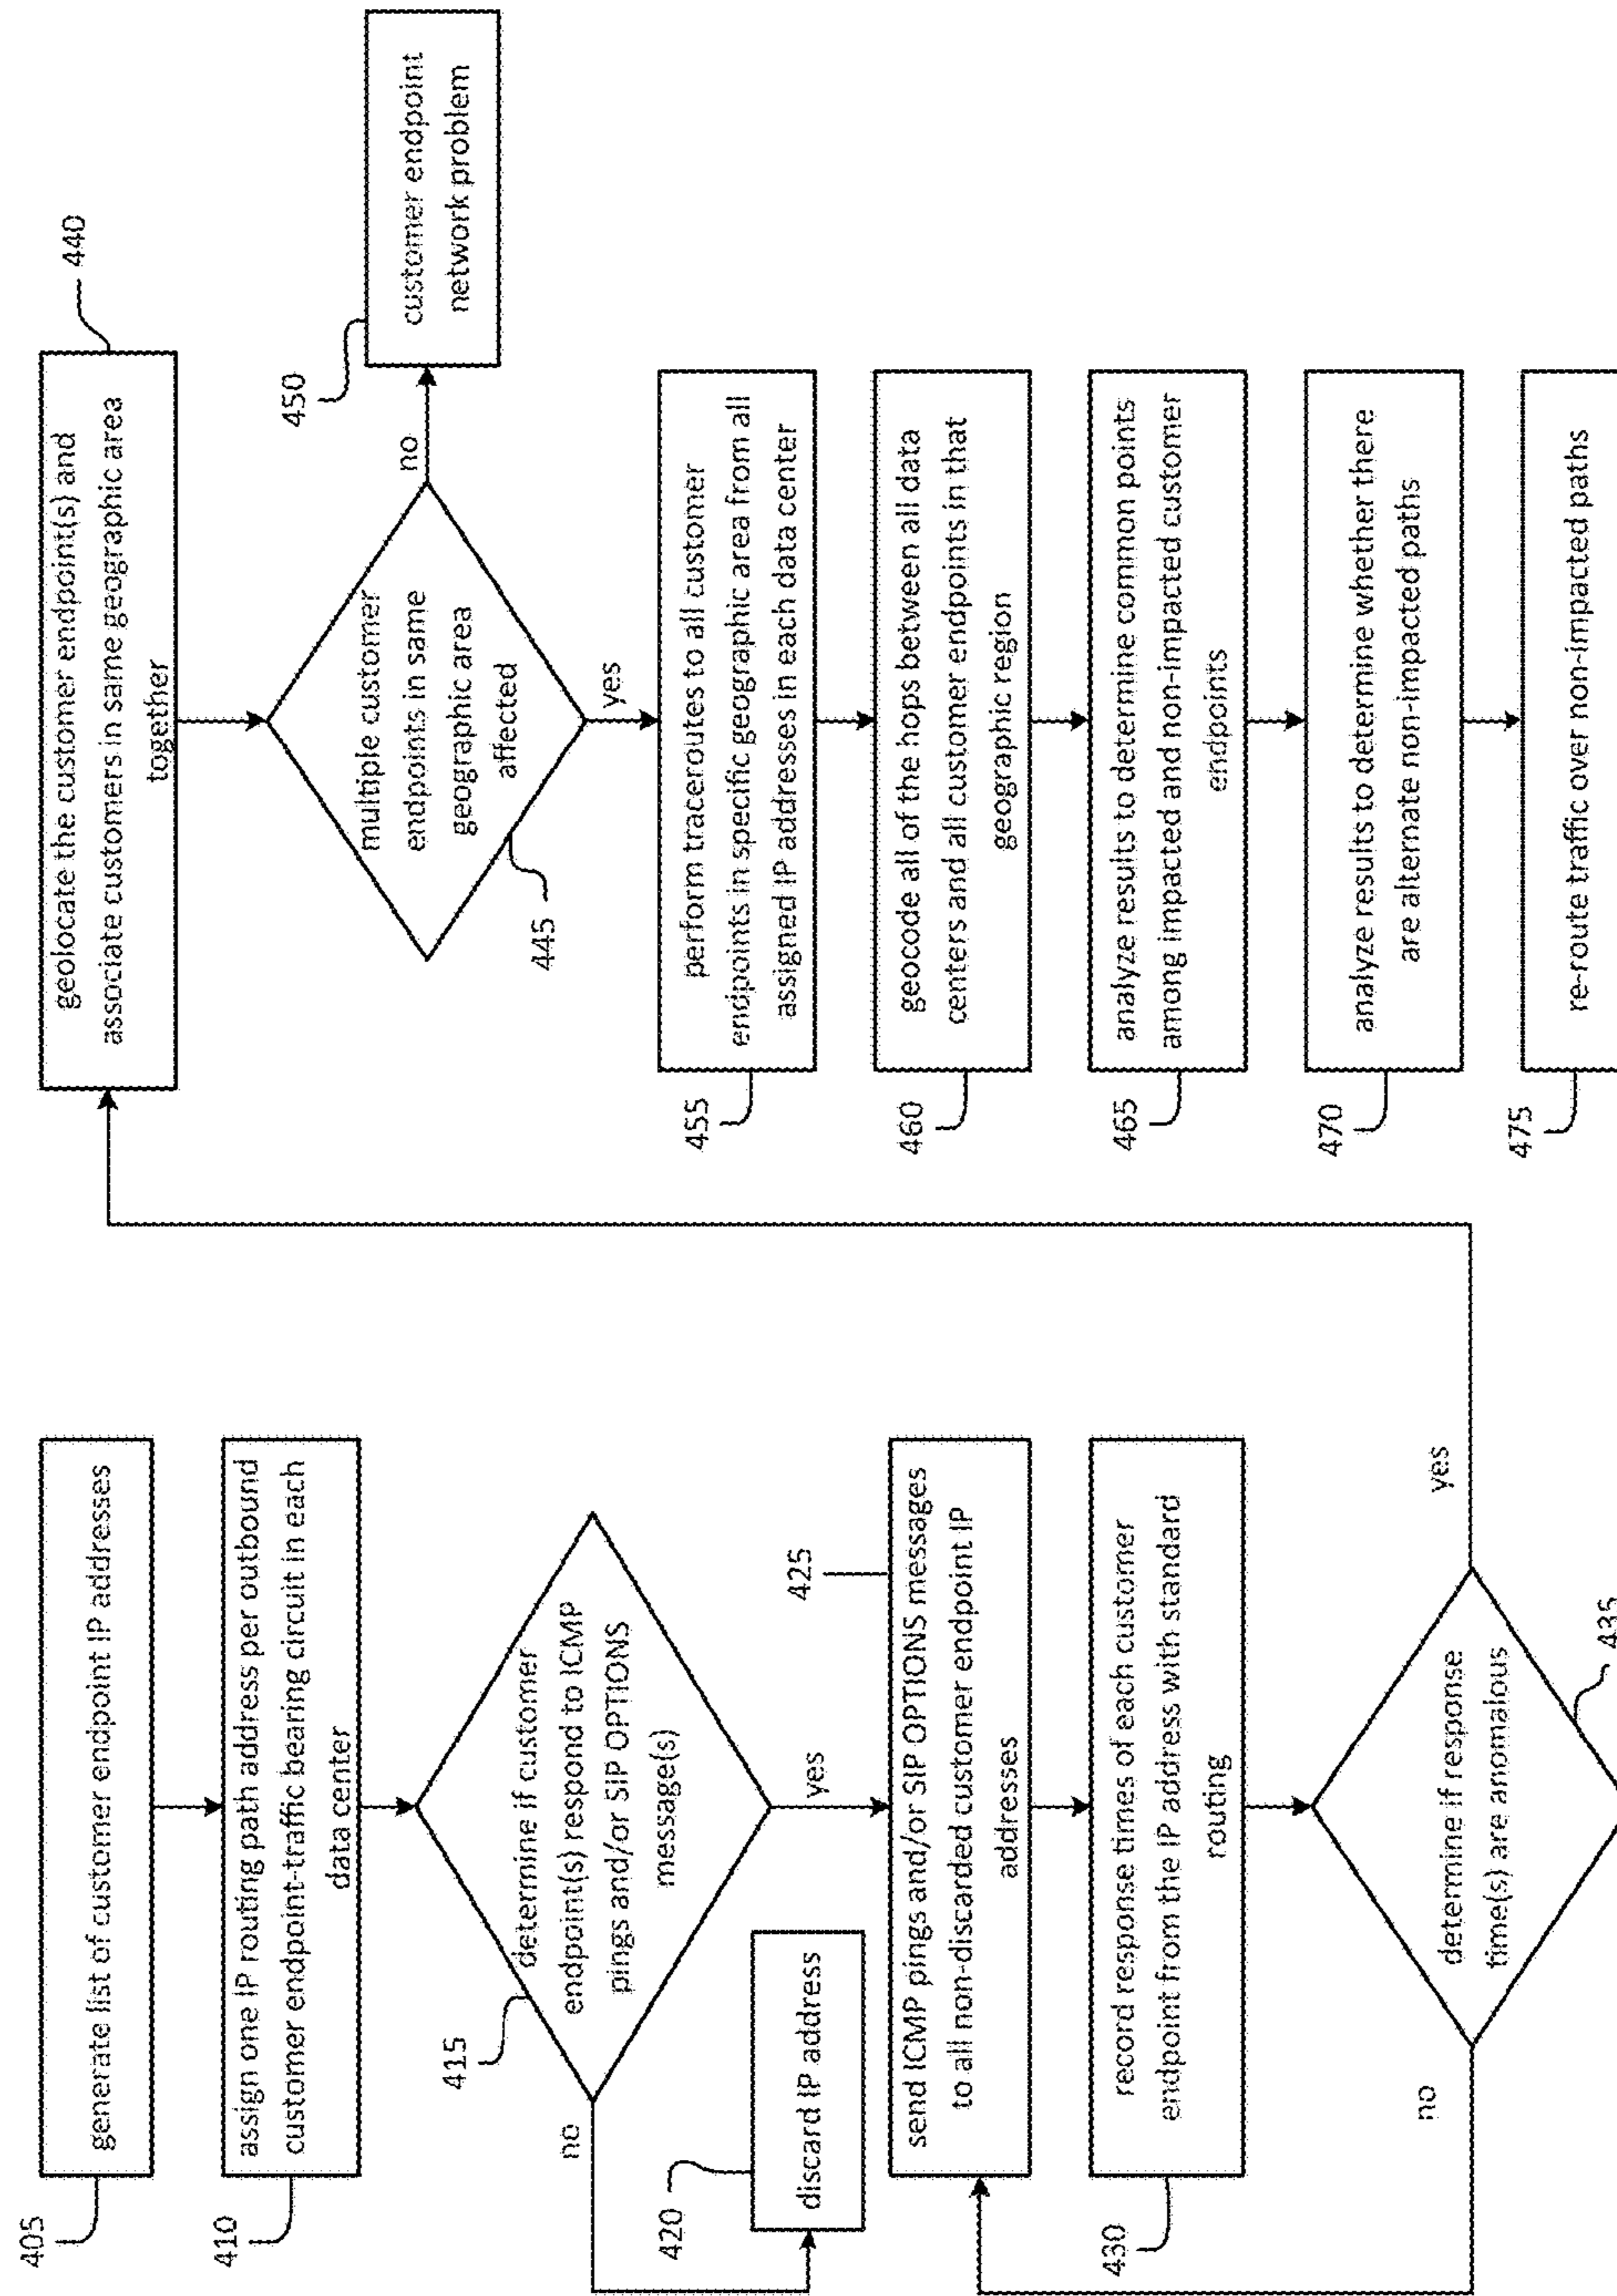 405
generate list of customer endpoint IP addresses
410
assign one IP routing path address per outbound
customer endpoint-traffic bearing circuit in each
data center
415
determine if customer
endpoint(s) respond to ICMP
pings and/or SIP OPTIONS
message(s)
no
yes
420
discard IP address
425
send ICMP pings and/or SIP OPTIONS messages
to all non-discarded customer endpoint IP
addresses
430
record response times of each customer
endpoint from the IP address with standard
routing
determine if response
time(s) are anomalous
no
yes
435
440
geolocate the customer endpoint(s) and
associate customers in same geographic area
together
445
multiple customer
endpoints in same
geographic area
affected
no
yes
450
customer endpoint
network problem
455
perform traceroutes to all customer
endpoints in specific geographic area from all
assigned IP addresses in each data center
460
geocode all of the hops between all data
centers and all customer endpoints in that
geographic region
465
analyze results to determine common points
among impacted and non-impacted customer
endpoints
470
analyze results to determine whether there
are alternate non-impacted paths
475
re-route traffic over non-impacted paths